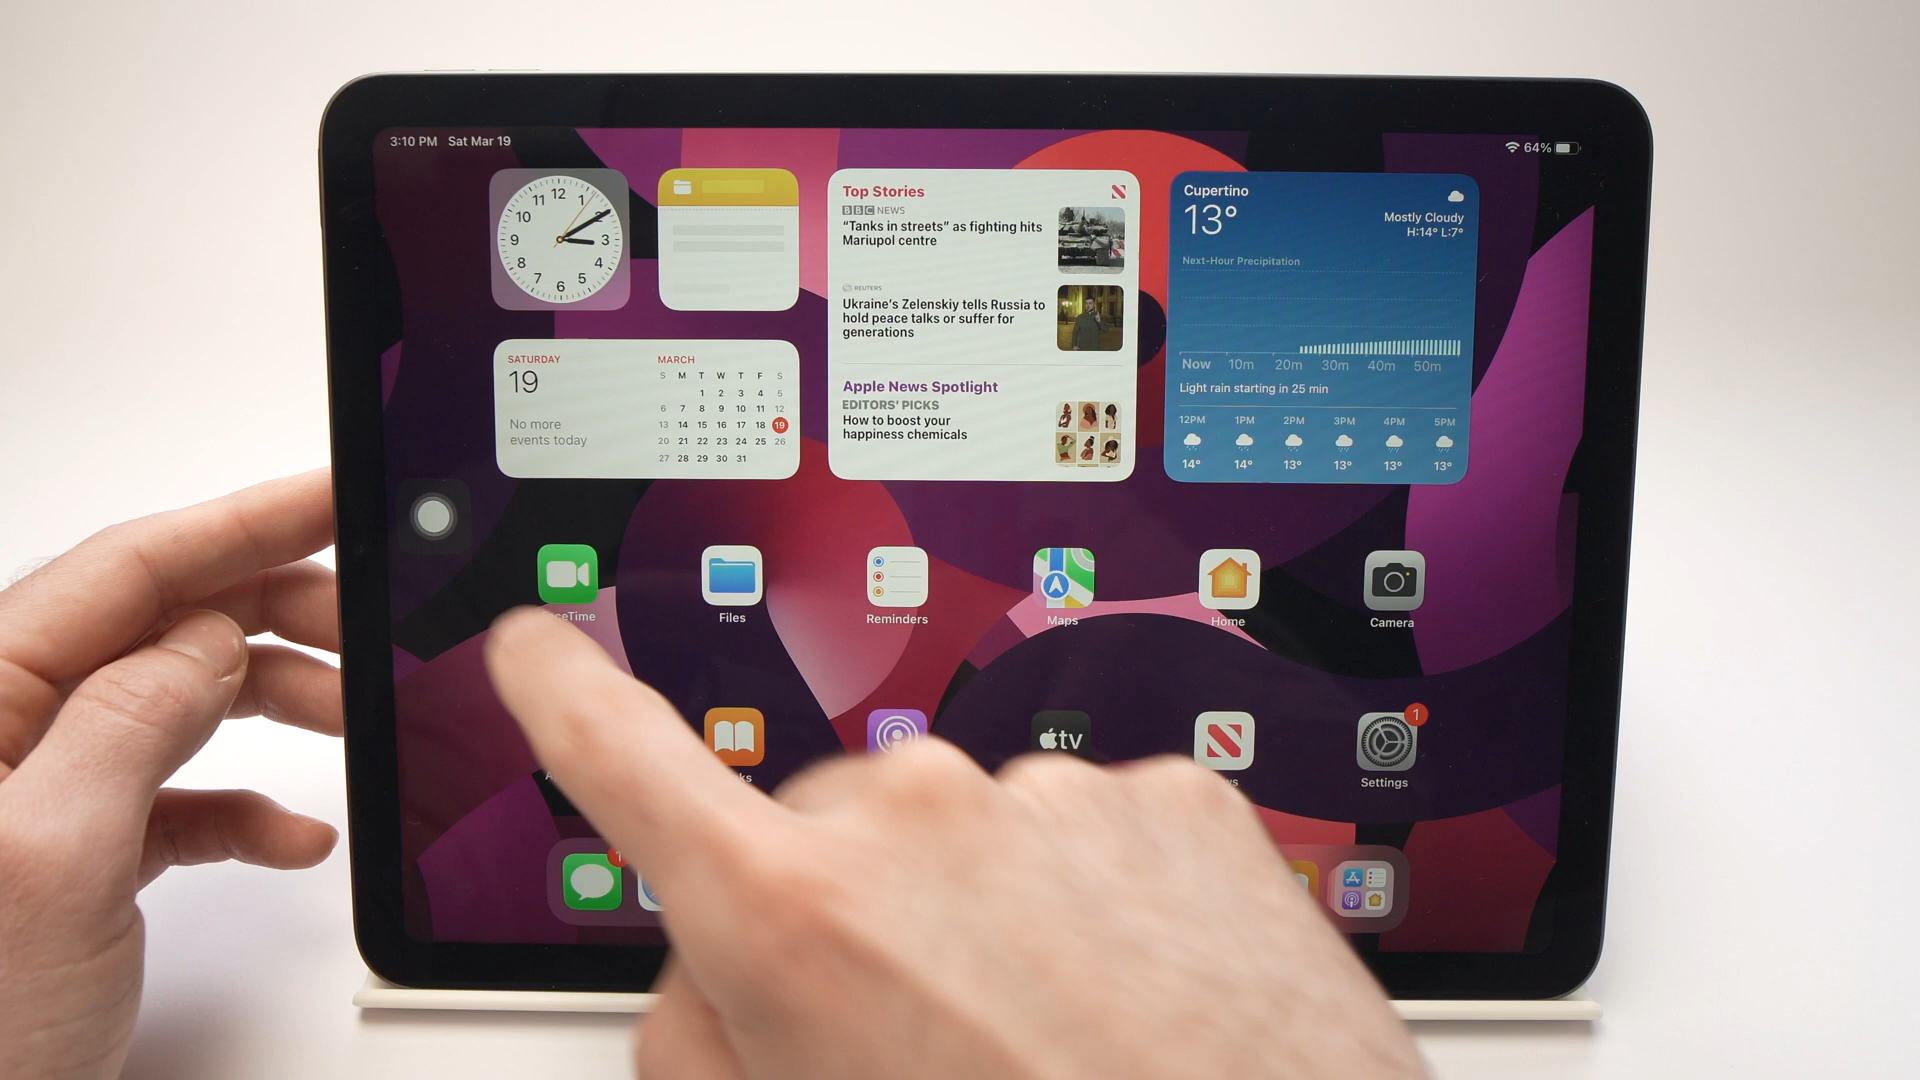 3:10 PM Sat Mar 19
64%
12
1
2
3
4
5
6
7
8
9
10
11
SATURDAY
19
No more
events today
MARCH
S M T W T F S
1 2 3 4 5
6 7 8 9 10 11 12
13 14 15 16 17 18 19
20 21 22 23 24 25 26
27 28 29 30 31
Top Stories
BBC NEWS
“Tanks in streets” as fighting hits
Mariupol centre
REUTERS
Ukraine’s Zelenskiy tells Russia to
hold peace talks or suffer for
generations
Apple News Spotlight
EDITORS’ PICKS
How to boost your
happiness chemicals
Cupertino
13°
Mostly Cloudy
H:14° L:7°
Next-Hour Precipitation
Now 10m 20m 30m 40m 50m
Light rain starting in 25 min
12PM 1PM 2PM 3PM 4PM 5PM
14° 14° 13° 13° 13° 13°
eTime Files Reminders Maps Home Camera
tv
1
ks
Settings
1